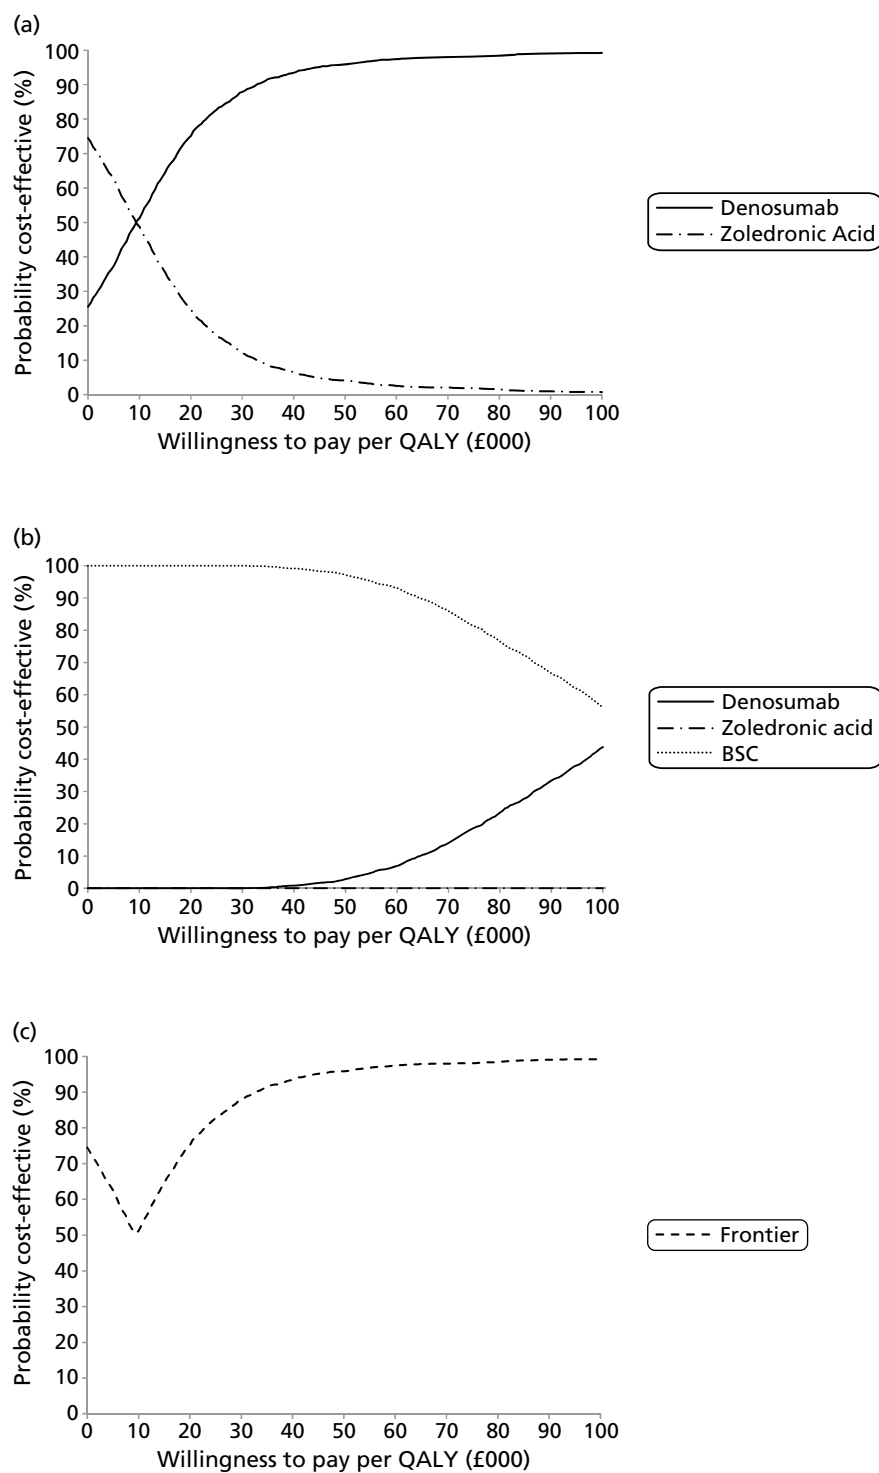 (a)
Probability cost-effective (%)
100
90
80
70
60
50
40
30
20
10
0
0 10 20 30 40 50 60 70 80 90 100
Willingness to pay per QALY (£000)
Denosumab
Zoledronic Acid
(b)
Probability cost-effective (%)
100
90
80
70
60
50
40
30
20
10
0
0 10 20 30 40 50 60 70 80 90 100
Willingness to pay per QALY (£000)
Denosumab
Zoledronic acid
BSC
(c)
Probability cost-effective (%)
100
90
80
70
60
50
40
30
20
10
0
0 10 20 30 40 50 60 70 80 90 100
Willingness to pay per QALY (£000)
Frontier